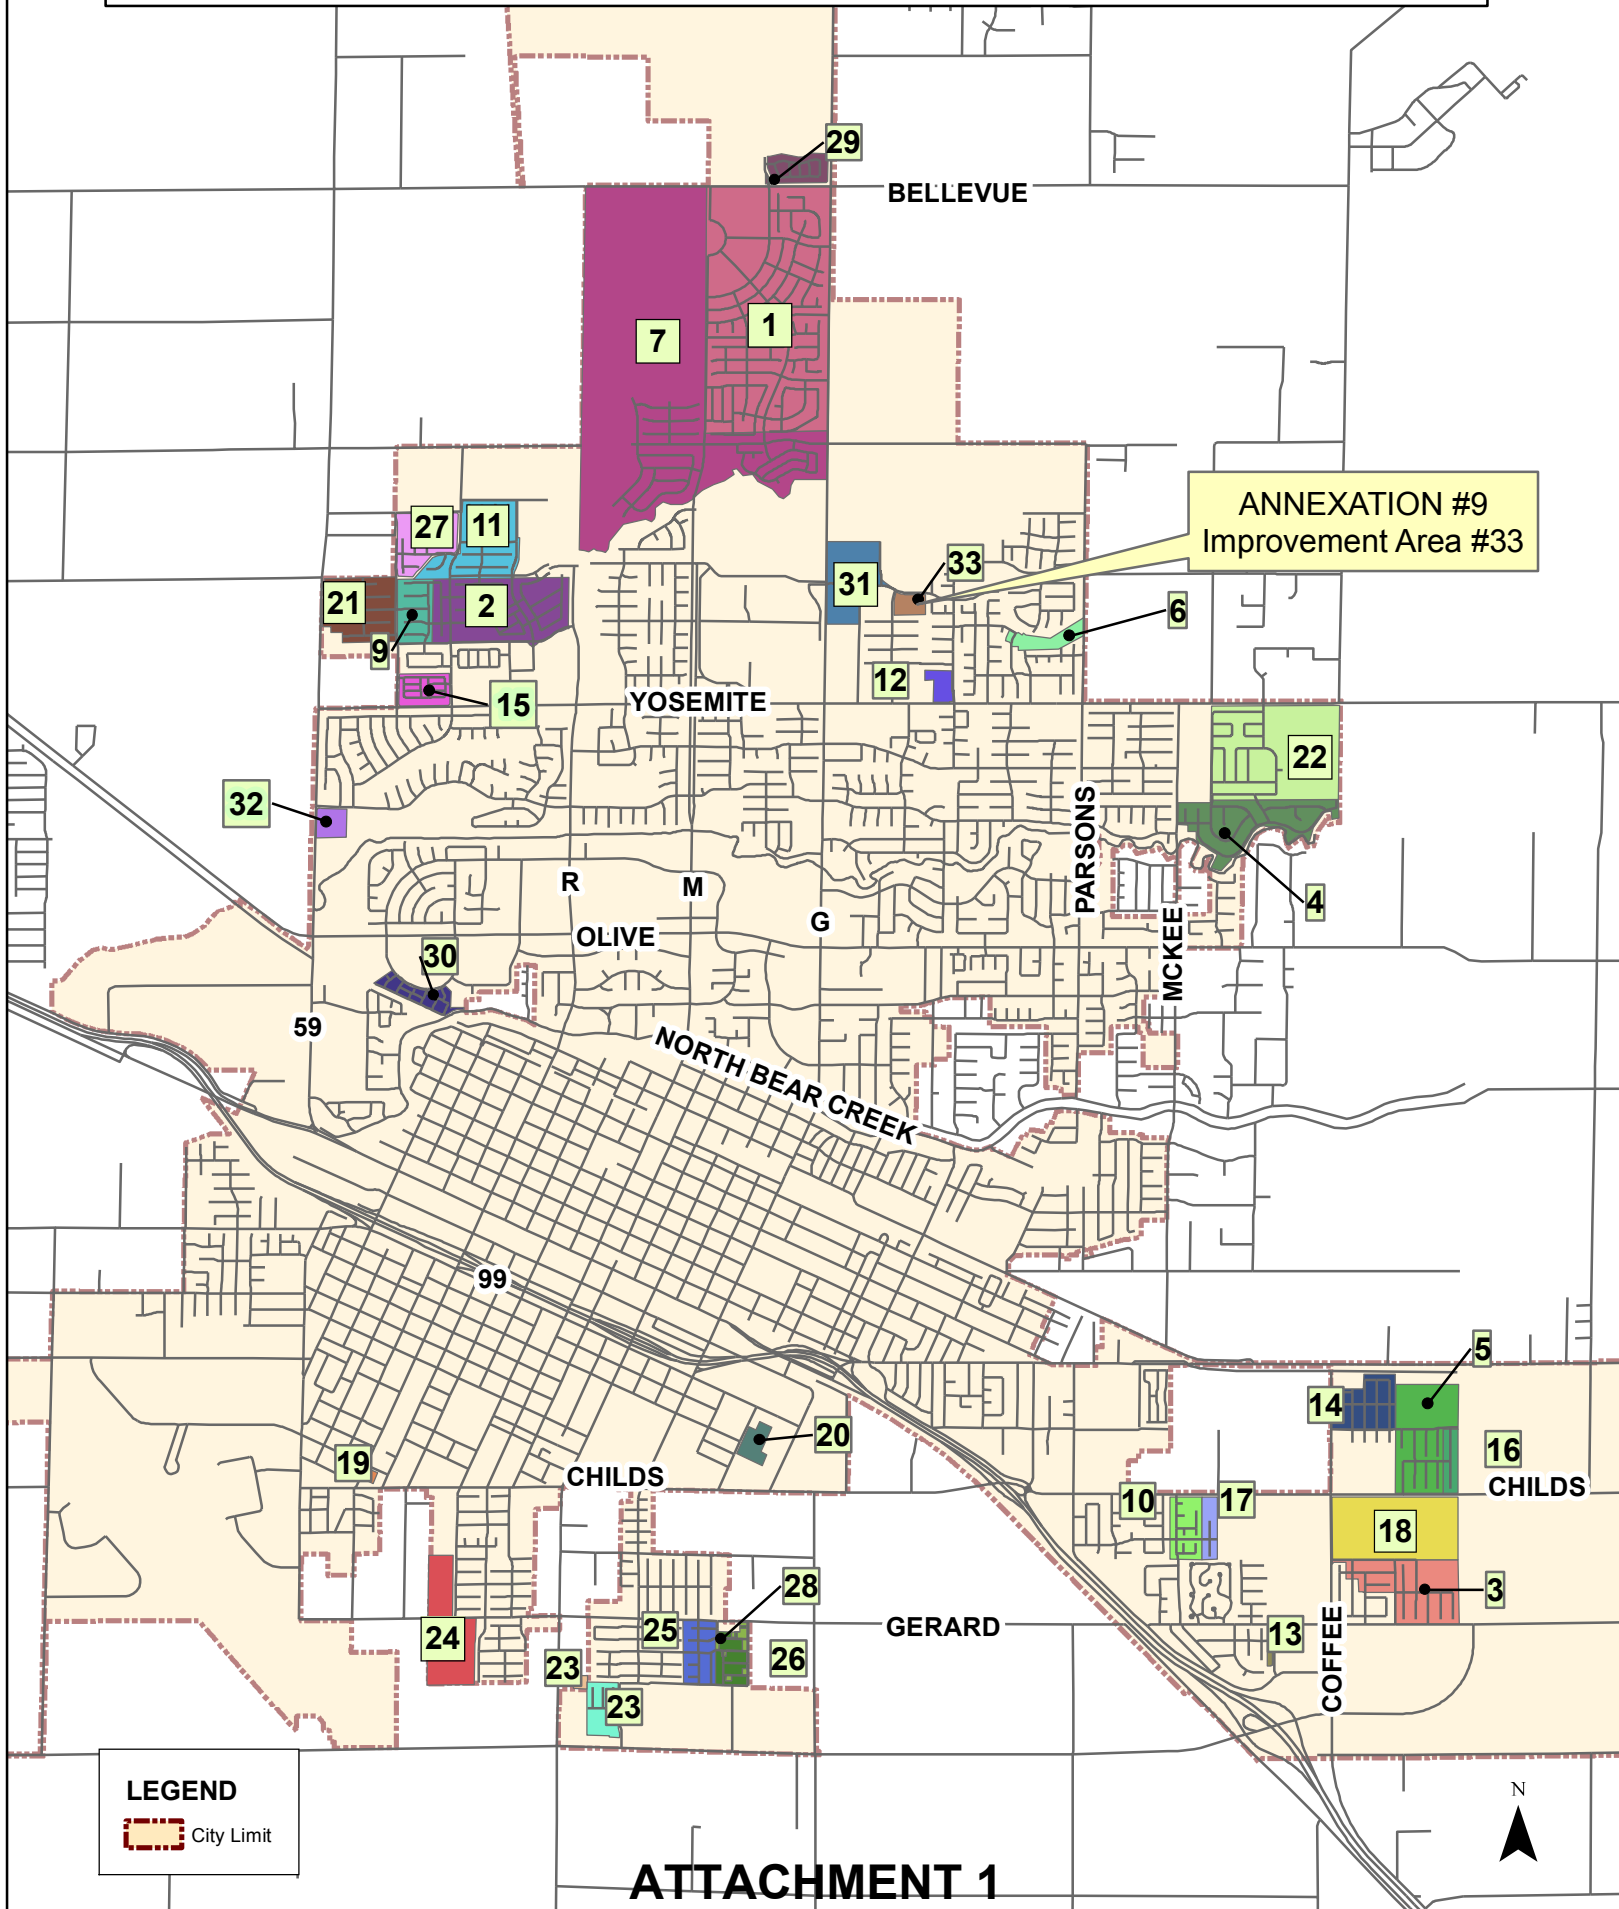 29
BELLEVUE
7
1
ANNEXATION #9
Improvement Area #33
27
11
33
31
21
2
6
9
12
15
YOSEMITE
22
32
PARSONS
R
M
4
G
OLIVE
MCKEE
30
59
NORTH BEAR CREEK
99
5
14
20
16
19
CHILDS
CHILDS
10
17
18
28
3
25
GERARD
24
13
COFFEE
26
23
23
LEGEND
City Limit
N
ATTACHMENT 1